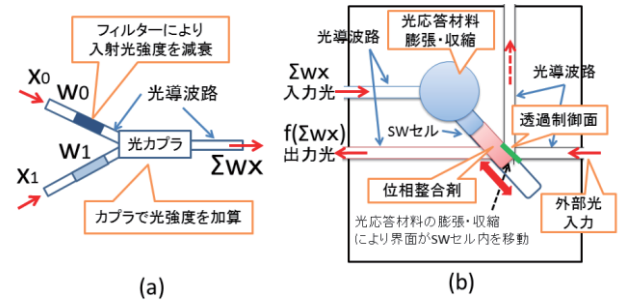 フィルターにより
入射光強度を減衰
X0
W0
光導波路
光カプラ
Σwx
W1
X1
カプラで光強度を加算
(a)
光応答材料
膨張・収縮
光導波路
Σwx
入力光
光導波路
SWセル
透過制御面
f(Σwx)
出力光
位相整合剤
外部光
入力
光応答材料の膨張・収縮
により界面がSWセル内を移動
(b)